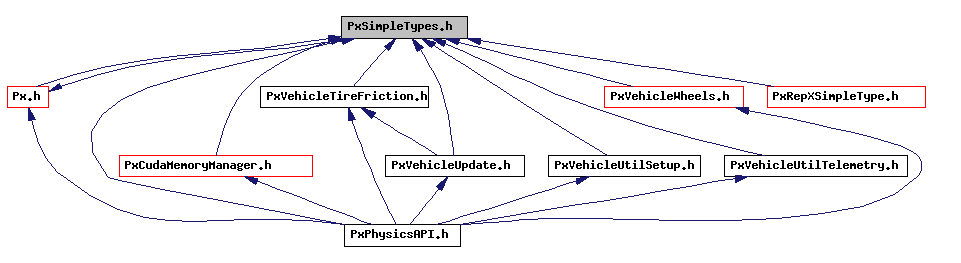 PxSimpleTypes.h
Px.h
PxVehicleTireFriction.h
PxVehicleWheels.h
PxRepXSimpleType.h
PxCudaMemoryManager.h
PxVehicleUpdate.h
PxVehicleUtilSetup.h
PxVehicleUtilTelemetry.h
PxPhysicsAPI.h